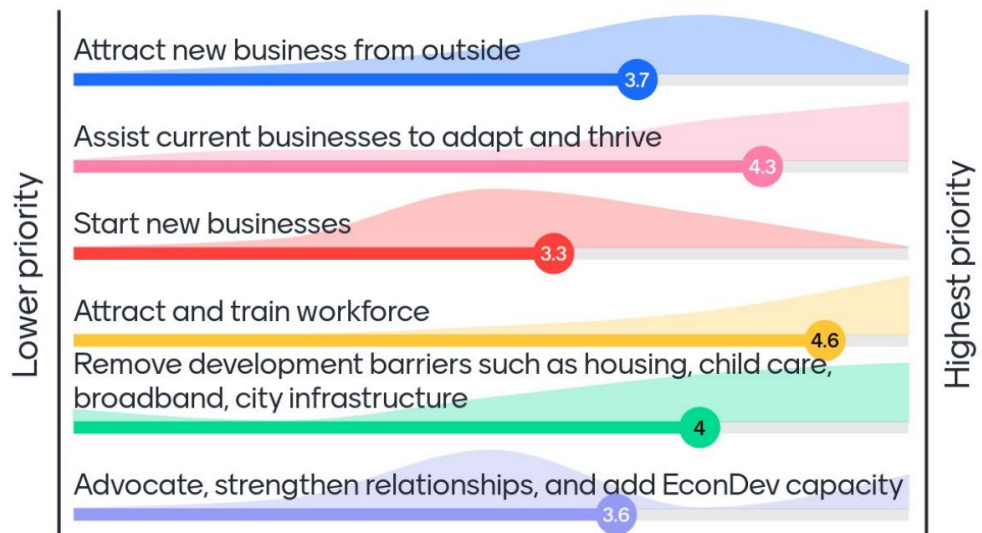 Lower priority
Attract new business from outside
3.7
Assist current businesses to adapt and thrive
4.3
Start new businesses
3.3
Attract and train workforce
4.6
Remove development barriers such as housing, child care,
broadband, city infrastructure
4
Advocate, strengthen relationships, and add EconDev capacity
3.6
Highest priority